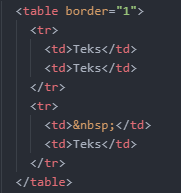 <table border="1">
  <tr>
    <td>Teks</td>
    <td>Teks</td>
  </tr>
  <tr>
    <td>&nbsp;</td>
    <td>Teks</td>
  </tr>
</table>